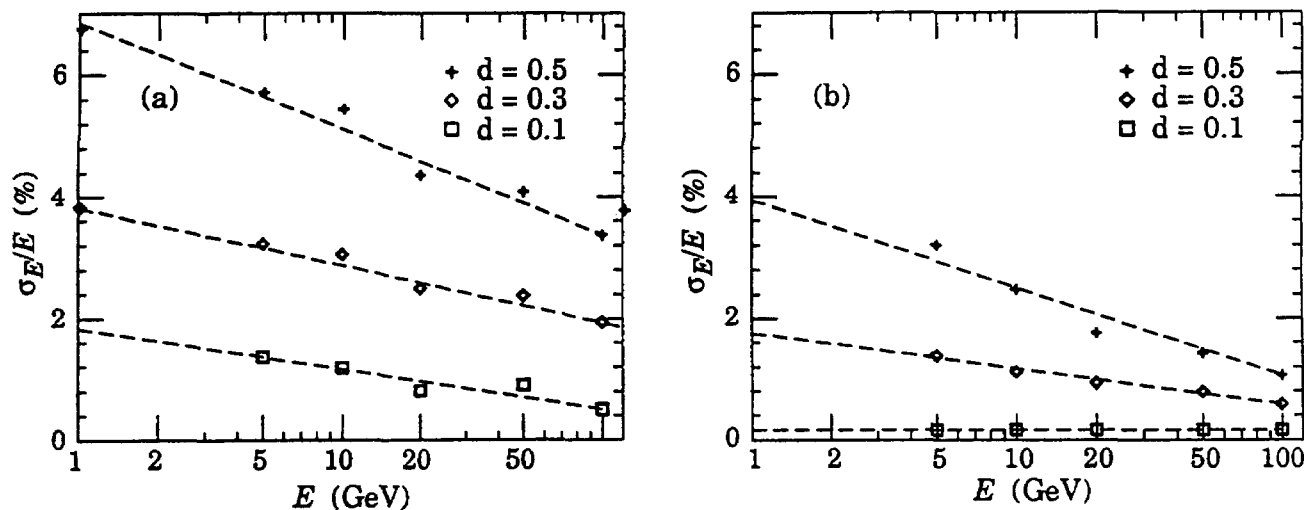 (a)
+ d = 0.5
◇ d = 0.3
□ d = 0.1
6
4
2
0
σE/E (%)
1 2 5 10 20 50
E (GeV)
(b)
+ d = 0.5
◇ d = 0.3
□ d = 0.1
6
4
2
0
σE/E (%)
1 2 5 10 20 50 100
E (GeV)